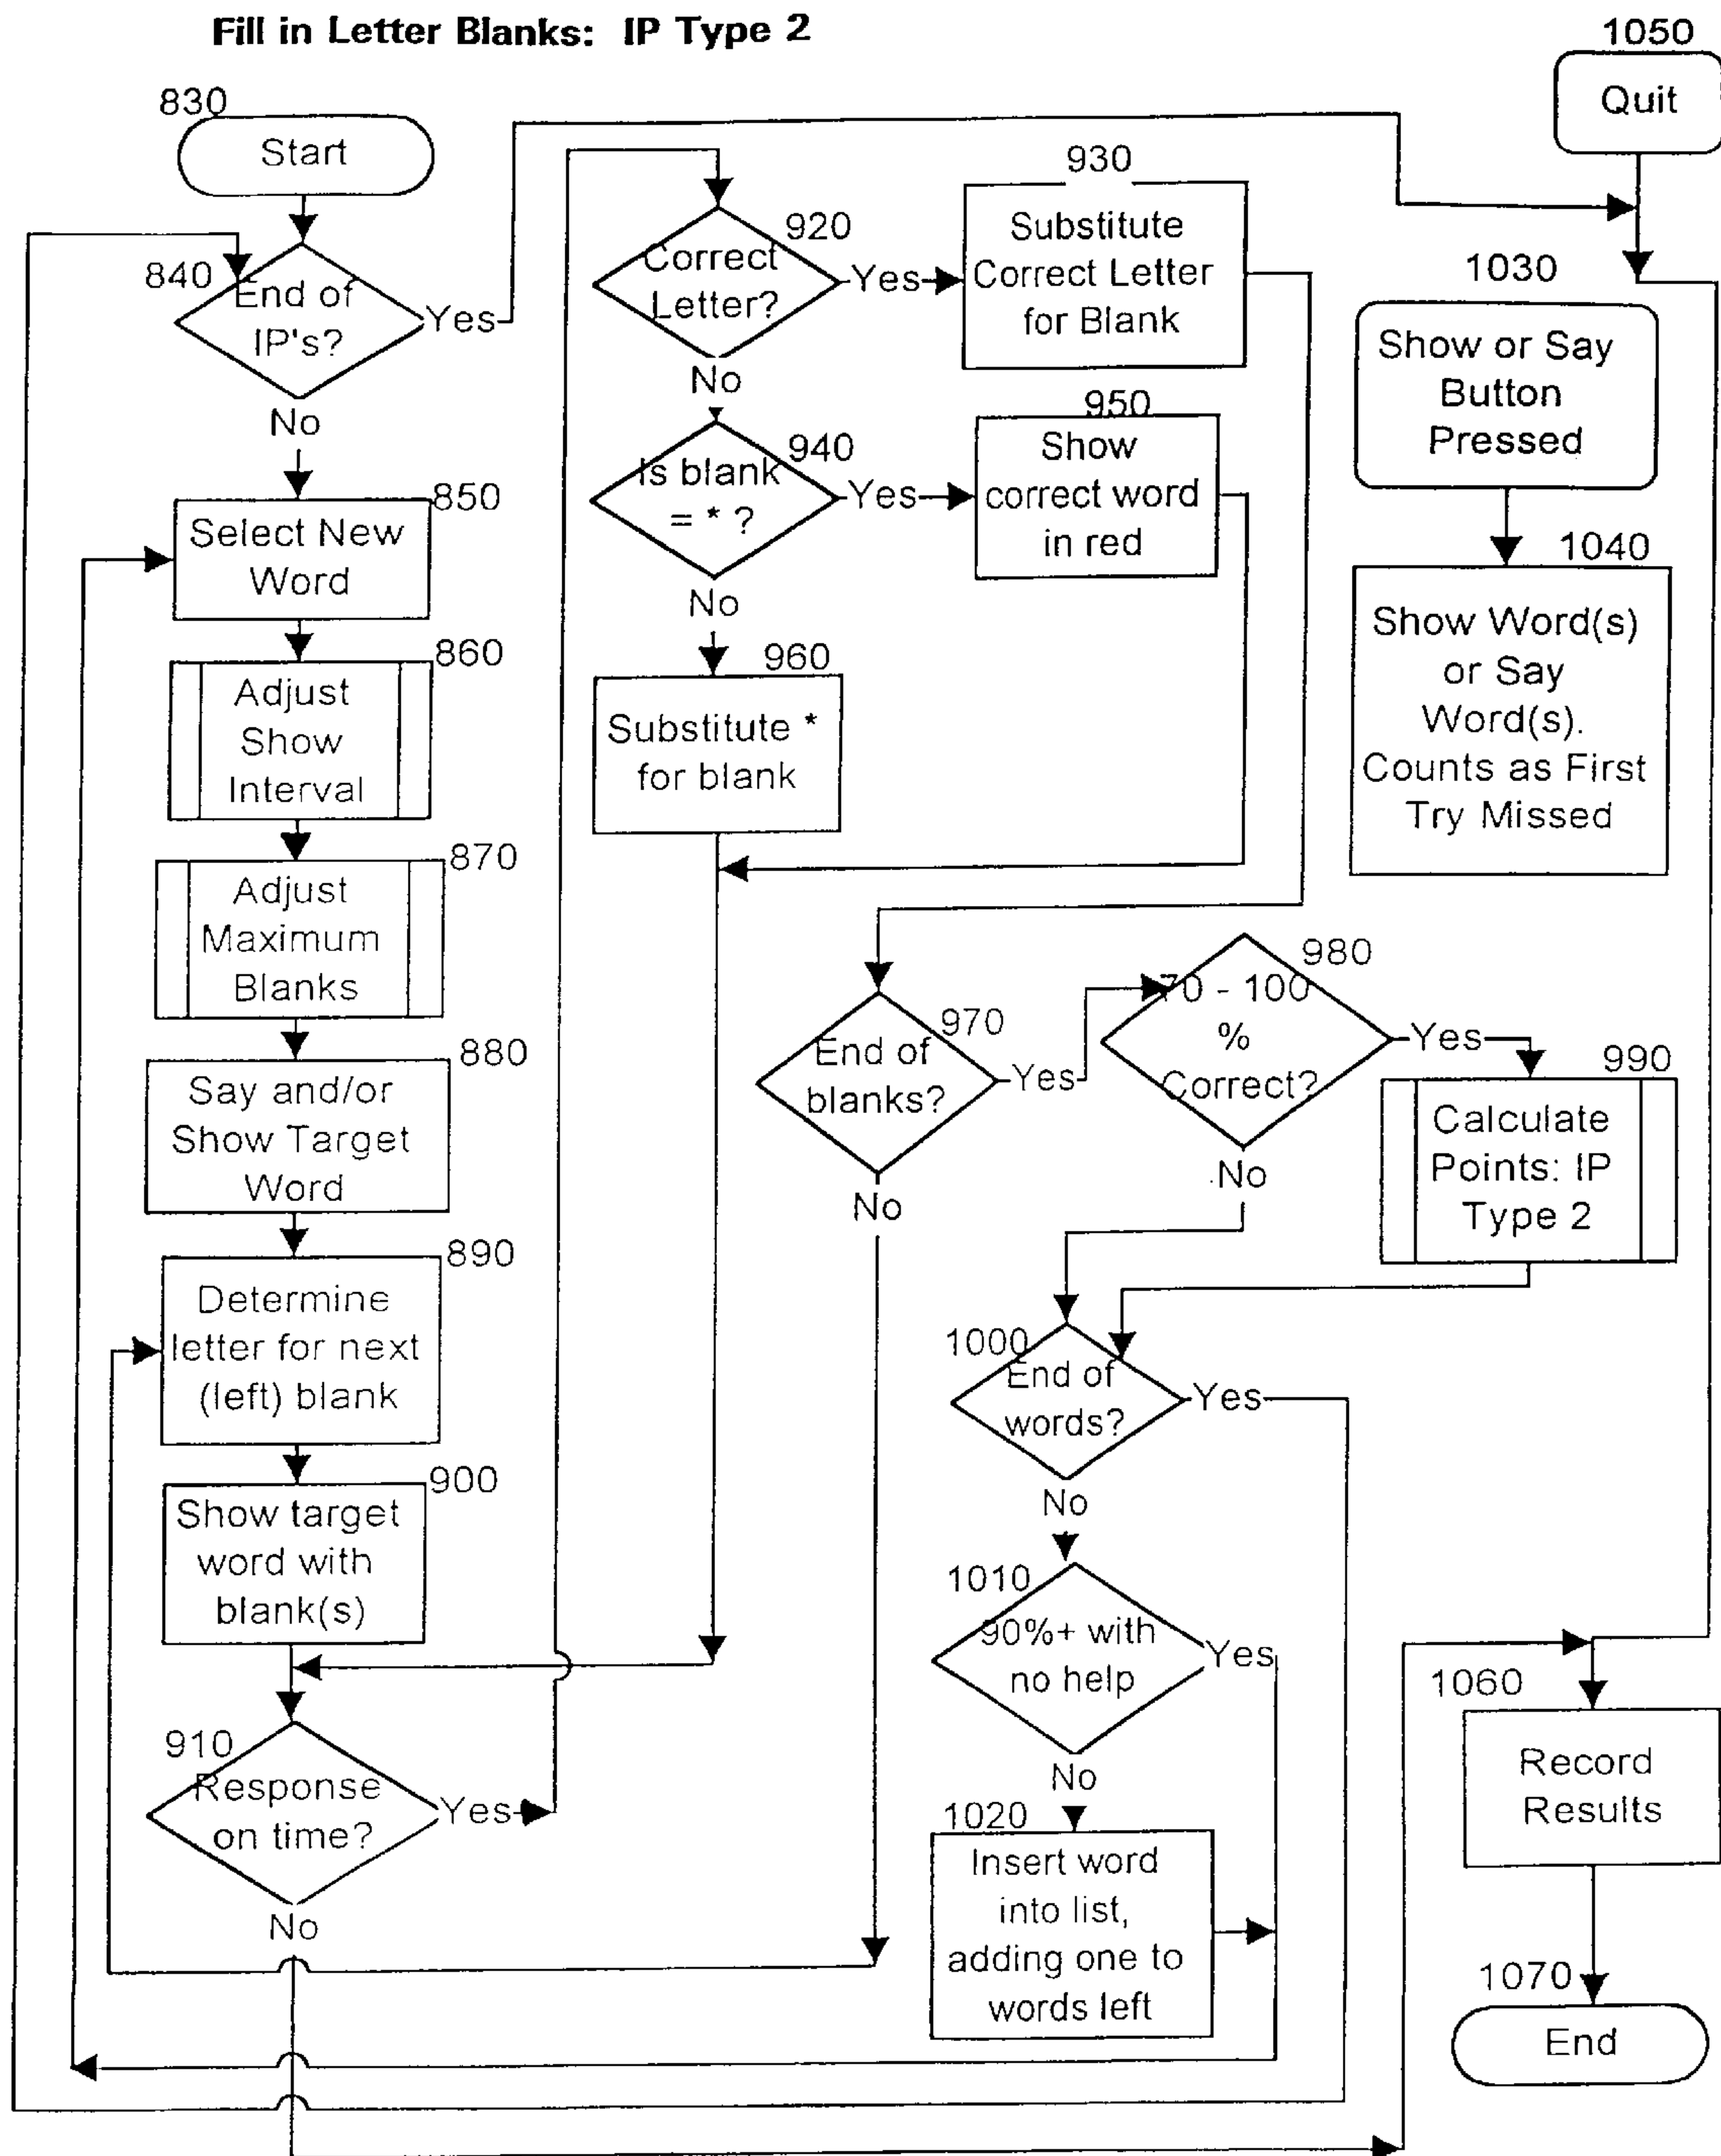 Fill in Letter Blanks: IP Type 2
830
Start
840
End of
IP's?
Yes
No
850
Select New
Word
860
Adjust
Show
Interval
870
Adjust
Maximum
Blanks
880
Say and/or
Show Target
Word
890
Determine
letter for next
(left) blank
900
Show target
word with
blank(s)
910
Response
on time?
Yes
No
920
Correct
Letter?
Yes
No
930
Substitute
Correct Letter
for Blank
940
Is blank
= * ?
Yes
No
950
Show
correct word
in red
960
Substitute *
for blank
970
End of
blanks?
Yes
No
980
70 - 100
%
Correct?
Yes
No
990
Calculate
Points: IP
Type 2
1000
End of
words?
Yes
No
1010
90%+ with
no help
Yes
No
1020
Insert word
into list,
adding one to
words left
1030
Show or Say
Button
Pressed
1040
Show Word(s)
or Say
Word(s).
Counts as First
Try Missed
1050
Quit
1060
Record
Results
1070
End